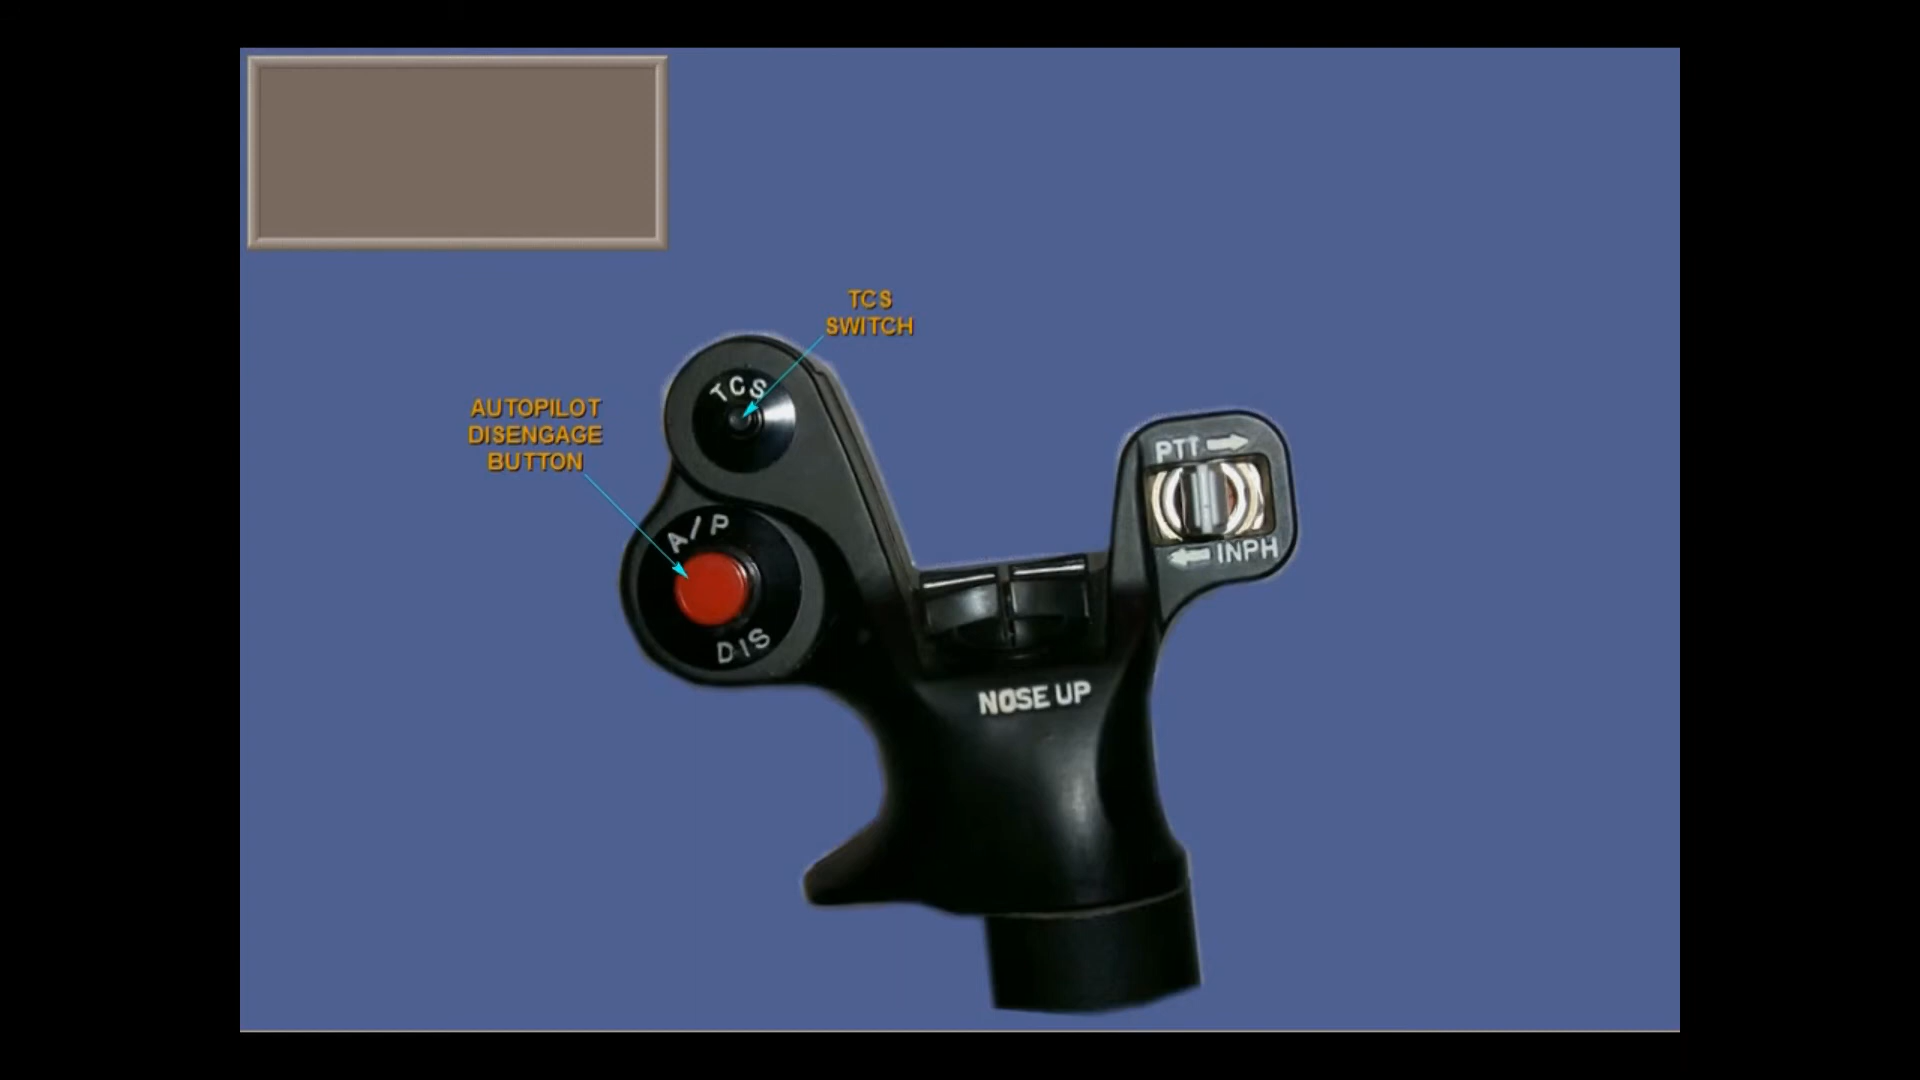 TCS
SWITCH
TCS
AUTOPILOT
DISENGAGE
BUTTON
PTT
INPH
A/P
DIS
NOSE UP